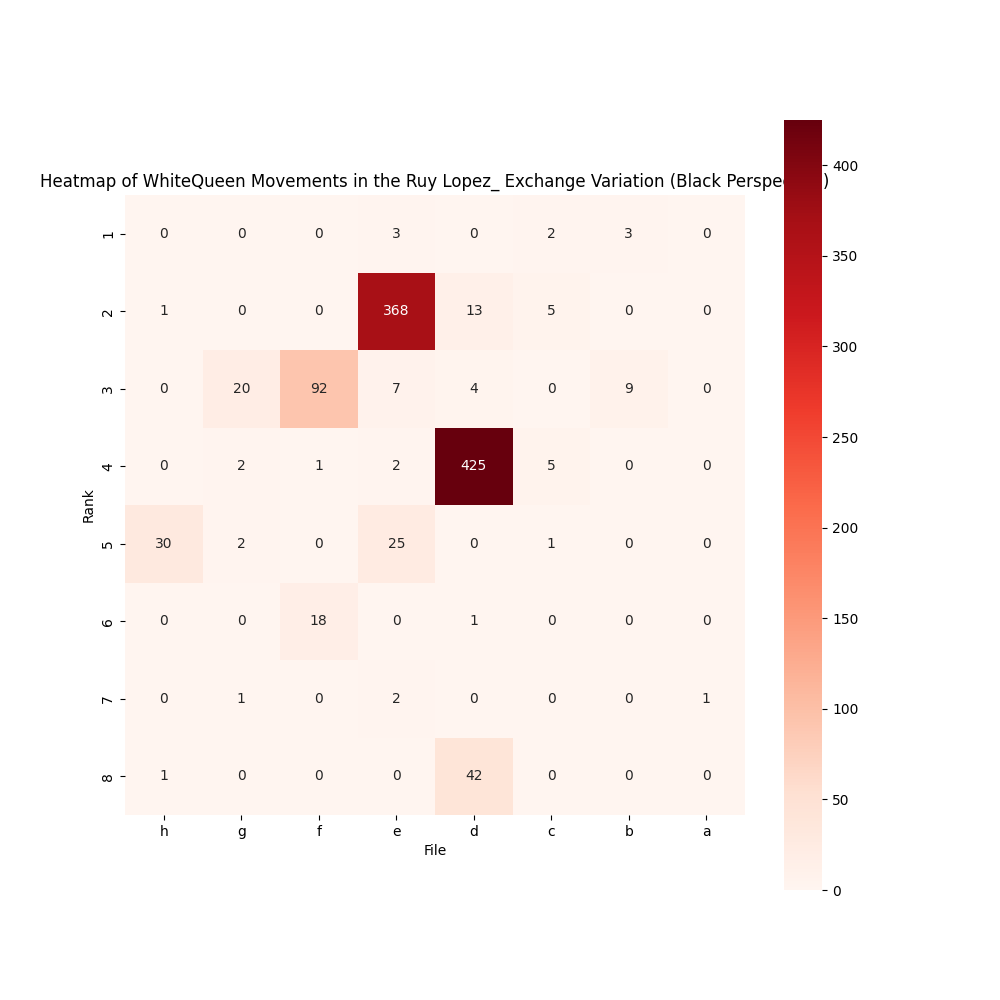 Heatmap of WhiteQueen Movements in the Ruy Lopez_ Exchange Variation (Black Perspe )
400
1 0 0 0 3 0 2 3 0
350
2 1 0 0 368 13 5 0 0
300
3 0 20 92 7 4 0 9 0
250
4 0 2 1 2 425 5 0 0
Rank
200
5 30 2 0 25 0 1 0 0
150
6 0 0 18 0 1 0 0 0
100
7 0 1 0 2 0 0 0 1
50
8 1 0 0 0 42 0 0 0
h g f e d c b a
File
0